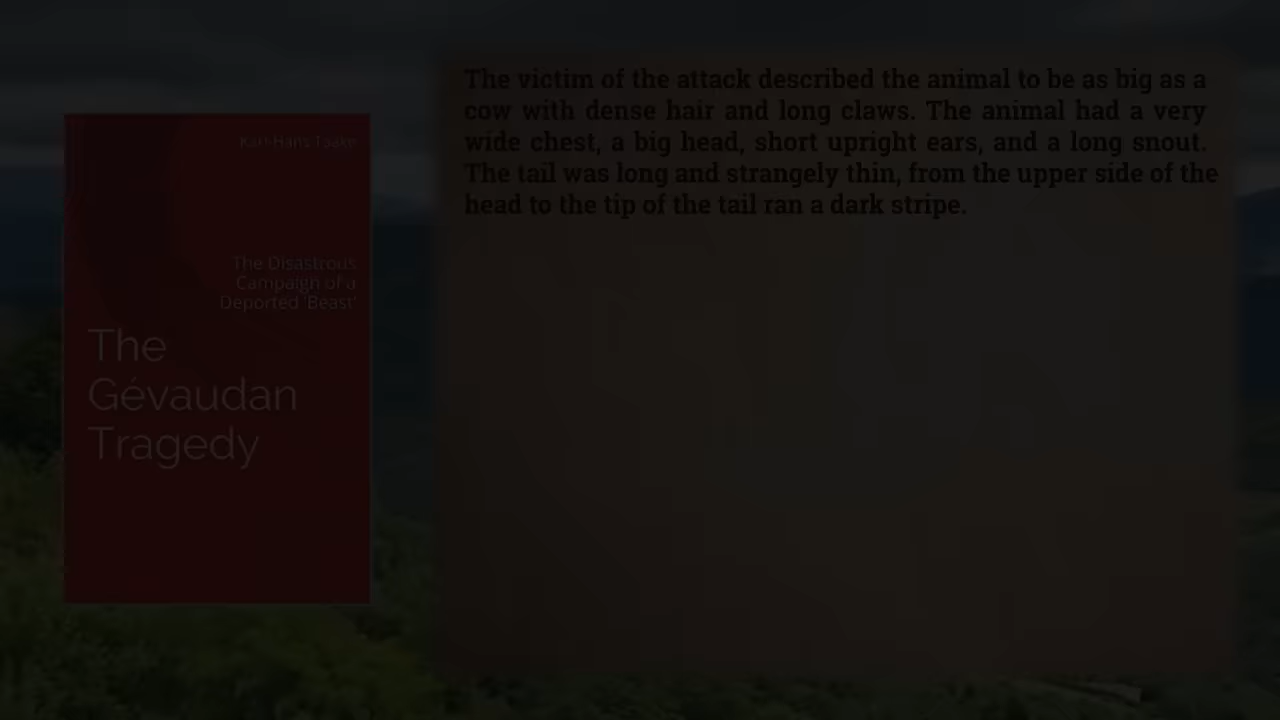 Karl-Hans Taake
The Disastrous
Campaign of a
Deported 'Beast'
The
Gévaudan
Tragedy
The victim of the attack described the animal to be as big as a
cow with dense hair and long claws. The animal had a very
wide chest, a big head, short upright ears, and a long snout.
The tail was long and strangely thin, from the upper side of the
head to the tip of the tail ran a dark stripe.